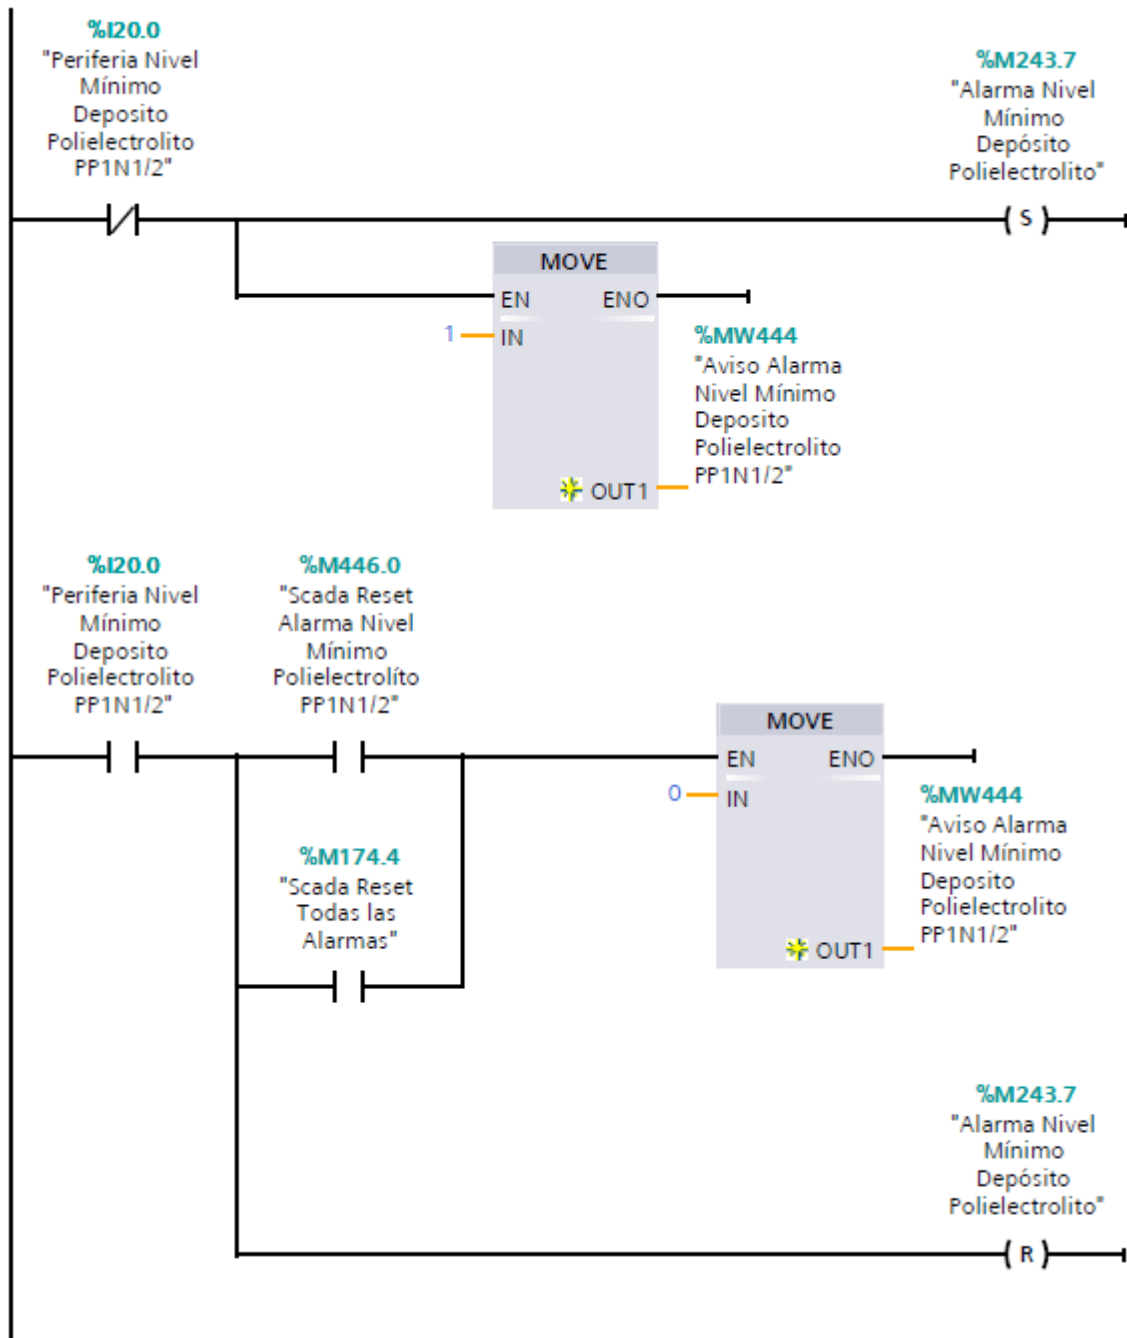 %I20.0
"Periferia Nivel
Mínimo
Deposito
Polielectrolito
PP1N1/2"
%M243.7
"Alarma Nivel
Mínimo
Depósito
Polielectrolito"
( S )
MOVE
EN ENO
1 IN
%MW444
"Aviso Alarma
Nivel Mínimo
Deposito
Polielectrolito
PP1N1/2"
OUT1
%I20.0
"Periferia Nivel
Mínimo
Deposito
Polielectrolito
PP1N1/2"
%M446.0
"Scada Reset
Alarma Nivel
Mínimo
Polielectrolíto
PP1N1/2"
MOVE
EN ENO
0 IN
%MW444
"Aviso Alarma
Nivel Mínimo
Deposito
Polielectrolito
PP1N1/2"
OUT1
%M174.4
"Scada Reset
Todas las
Alarmas"
%M243.7
"Alarma Nivel
Mínimo
Depósito
Polielectrolito"
( R )